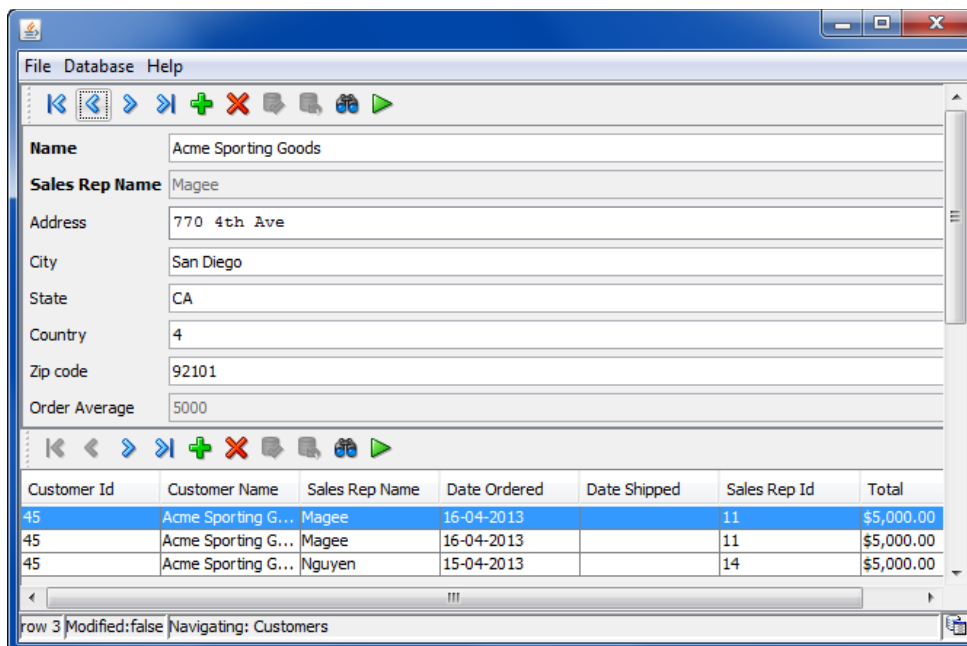 File Database Help
Name Acme Sporting Goods
Sales Rep Name Magee
Address 770 4th Ave
City San Diego
State CA
Country 4
Zip code 92101
Order Average 5000
Customer Id Customer Name Sales Rep Name Date Ordered Date Shipped Sales Rep Id Total
45 Acme Sporting G... Magee 16-04-2013 11 $5,000.00
45 Acme Sporting G... Magee 16-04-2013 11 $5,000.00
45 Acme Sporting G... Nguyen 15-04-2013 14 $5,000.00
row 3 Modified:false Navigating: Customers